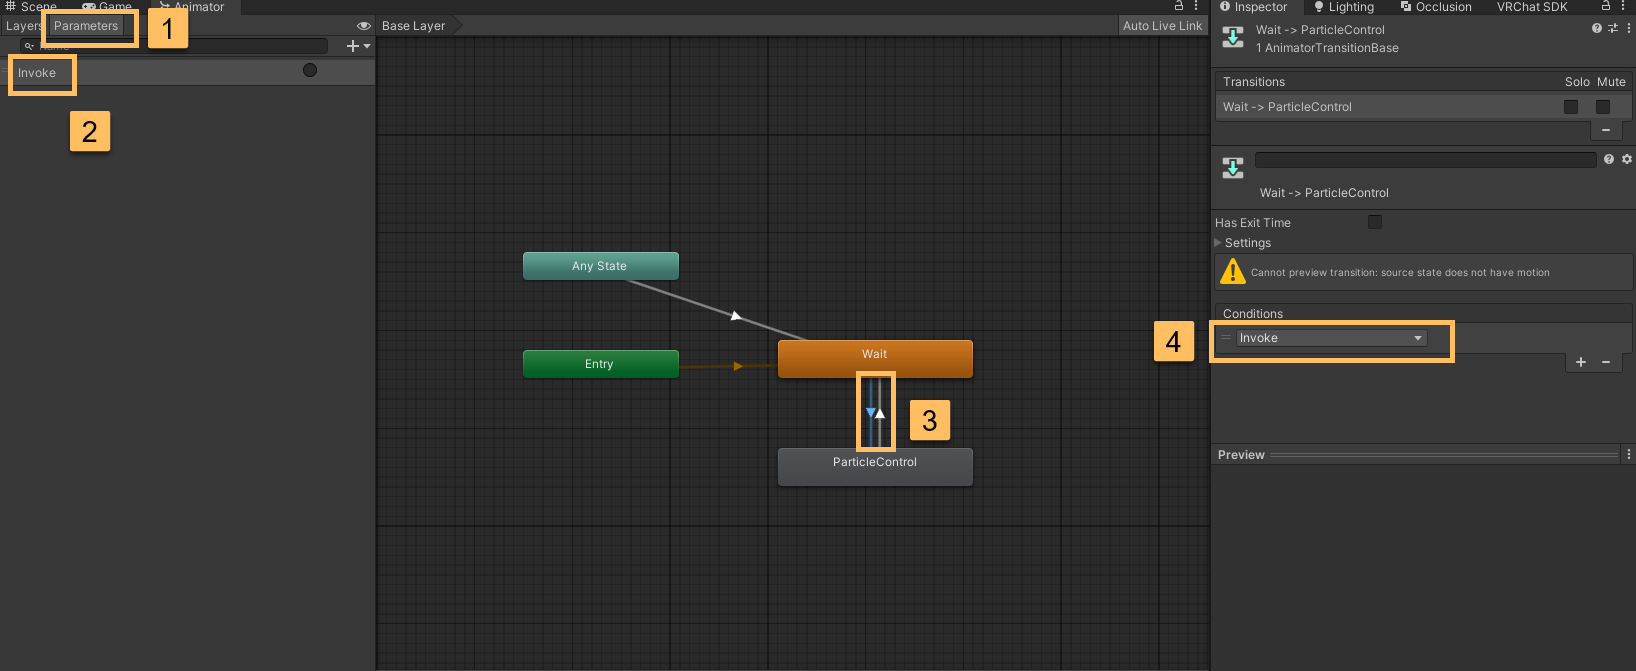 Scene Game Animator
Layers Parameters
1
Name
Invoke
2
Base Layer
Auto Live Link
Any State
Entry
Wait
3
ParticleControl
Inspector Lighting Occlusion VRChat SDK
Wait -> ParticleControl
1 AnimatorTransitionBase
Transitions Solo Mute
Wait -> ParticleControl
Wait -> ParticleControl
Has Exit Time
Settings
Cannot preview transition: source state does not have motion
Conditions
4
Invoke
Preview